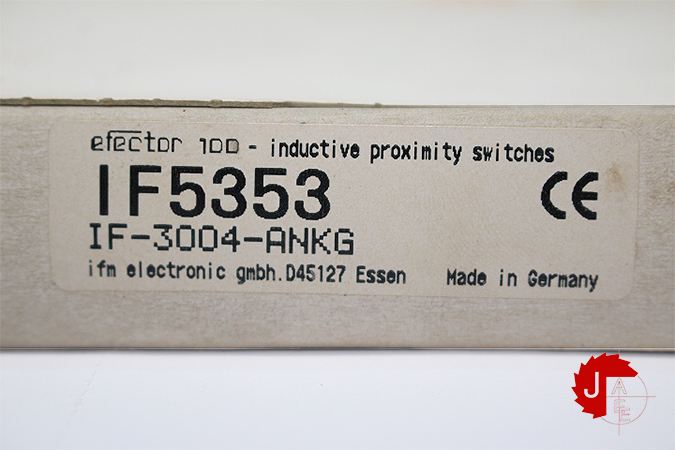 efector 100 - inductive proximity switches
IF5353
CE
IF-3004-ANKG
ifm electronic gmbh.D45127 Essen Made in Germany
J
A